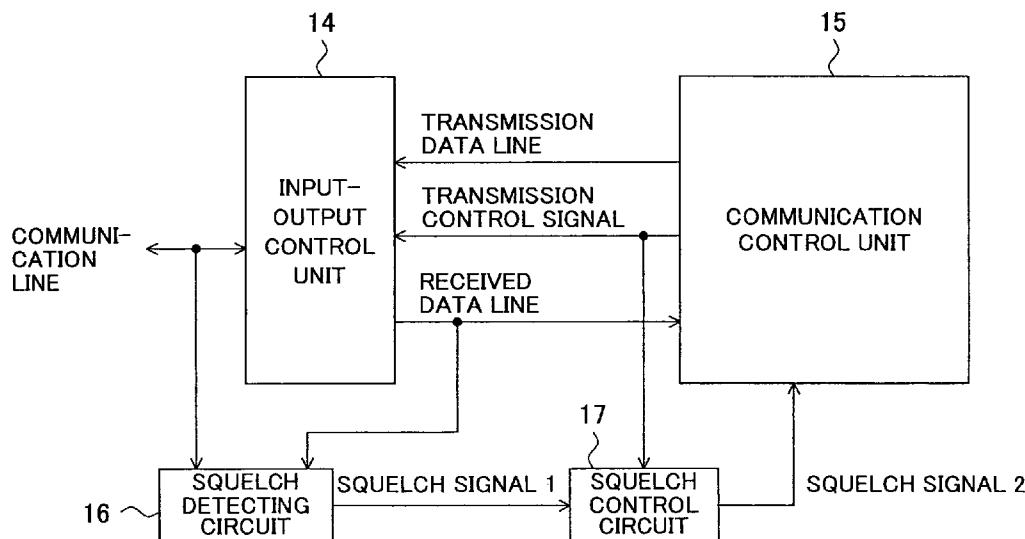 14
15
TRANSMISSION
DATA LINE
INPUT-
OUTPUT
CONTROL
UNIT
TRANSMISSION
CONTROL SIGNAL
COMMUNICATION
CONTROL UNIT
COMMUNI-
CATION
LINE
RECEIVED
DATA LINE
17
16
SQUELCH
DETECTING
CIRCUIT
SQUELCH SIGNAL 1
SQUELCH
CONTROL
CIRCUIT
SQUELCH SIGNAL 2